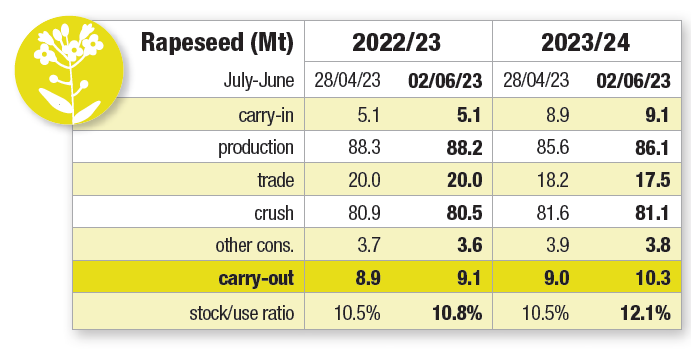 Rapeseed (Mt) 2022/23 2023/24
July-June 28/04/23 02/06/23 28/04/23 02/06/23
carry-in 5.1 5.1 8.9 9.1
production 88.3 88.2 85.6 86.1
trade 20.0 20.0 18.2 17.5
crush 80.9 80.5 81.6 81.1
other cons. 3.7 3.6 3.9 3.8
carry-out 8.9 9.1 9.0 10.3
stock/use ratio 10.5% 10.8% 10.5% 12.1%